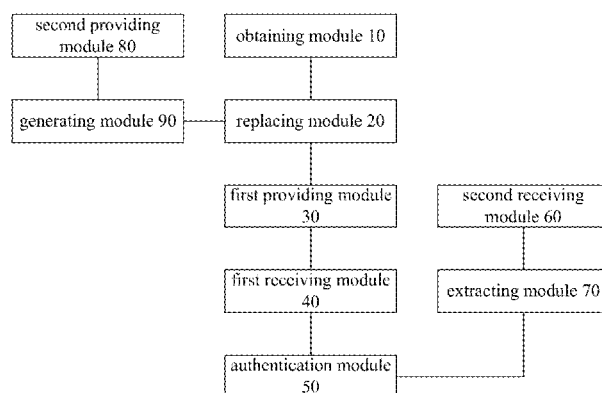 second providing
module 80
obtaining module 10
generating module 90
replacing module 20
first providing module
30
second receiving
module 60
first receiving module
40
extracting module 70
authentication module
50